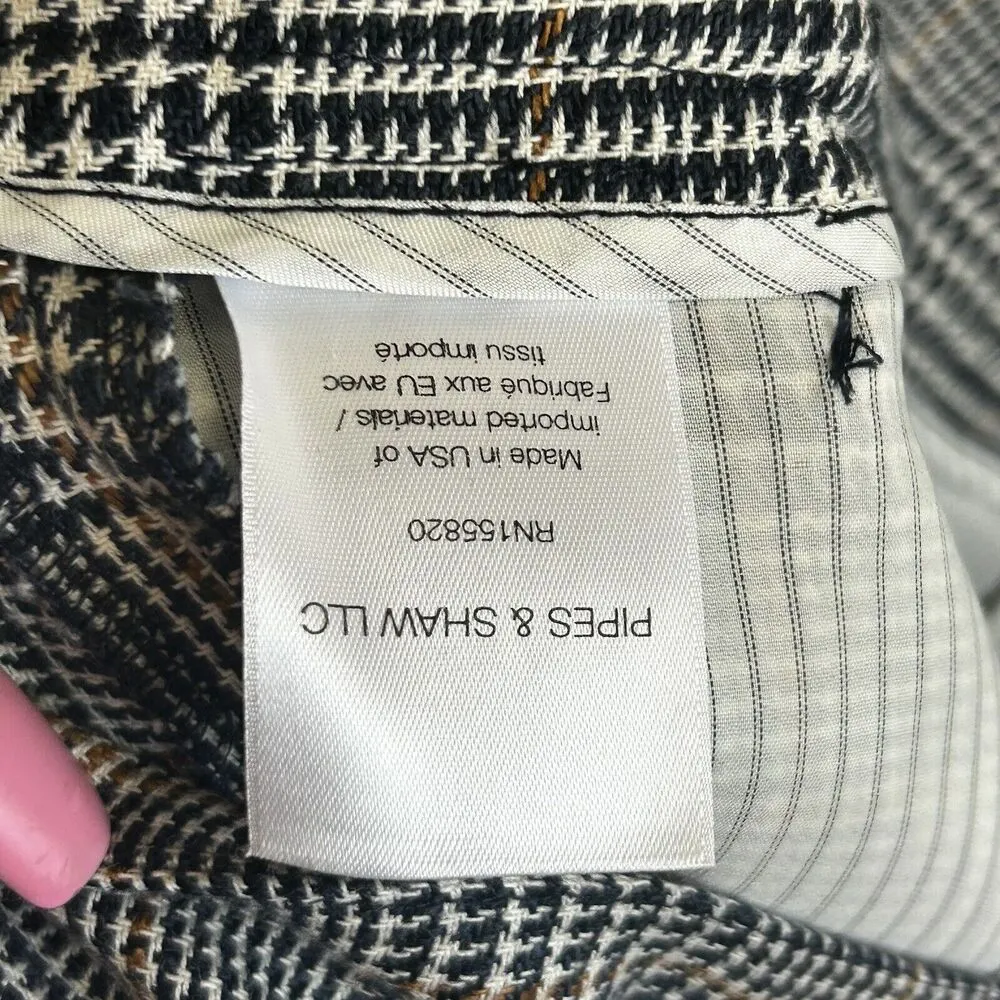 PIPES & SHAW LLC
RN155820
Made in USA of
imported materials /
Fabriqué aux EU avec
tissu importé